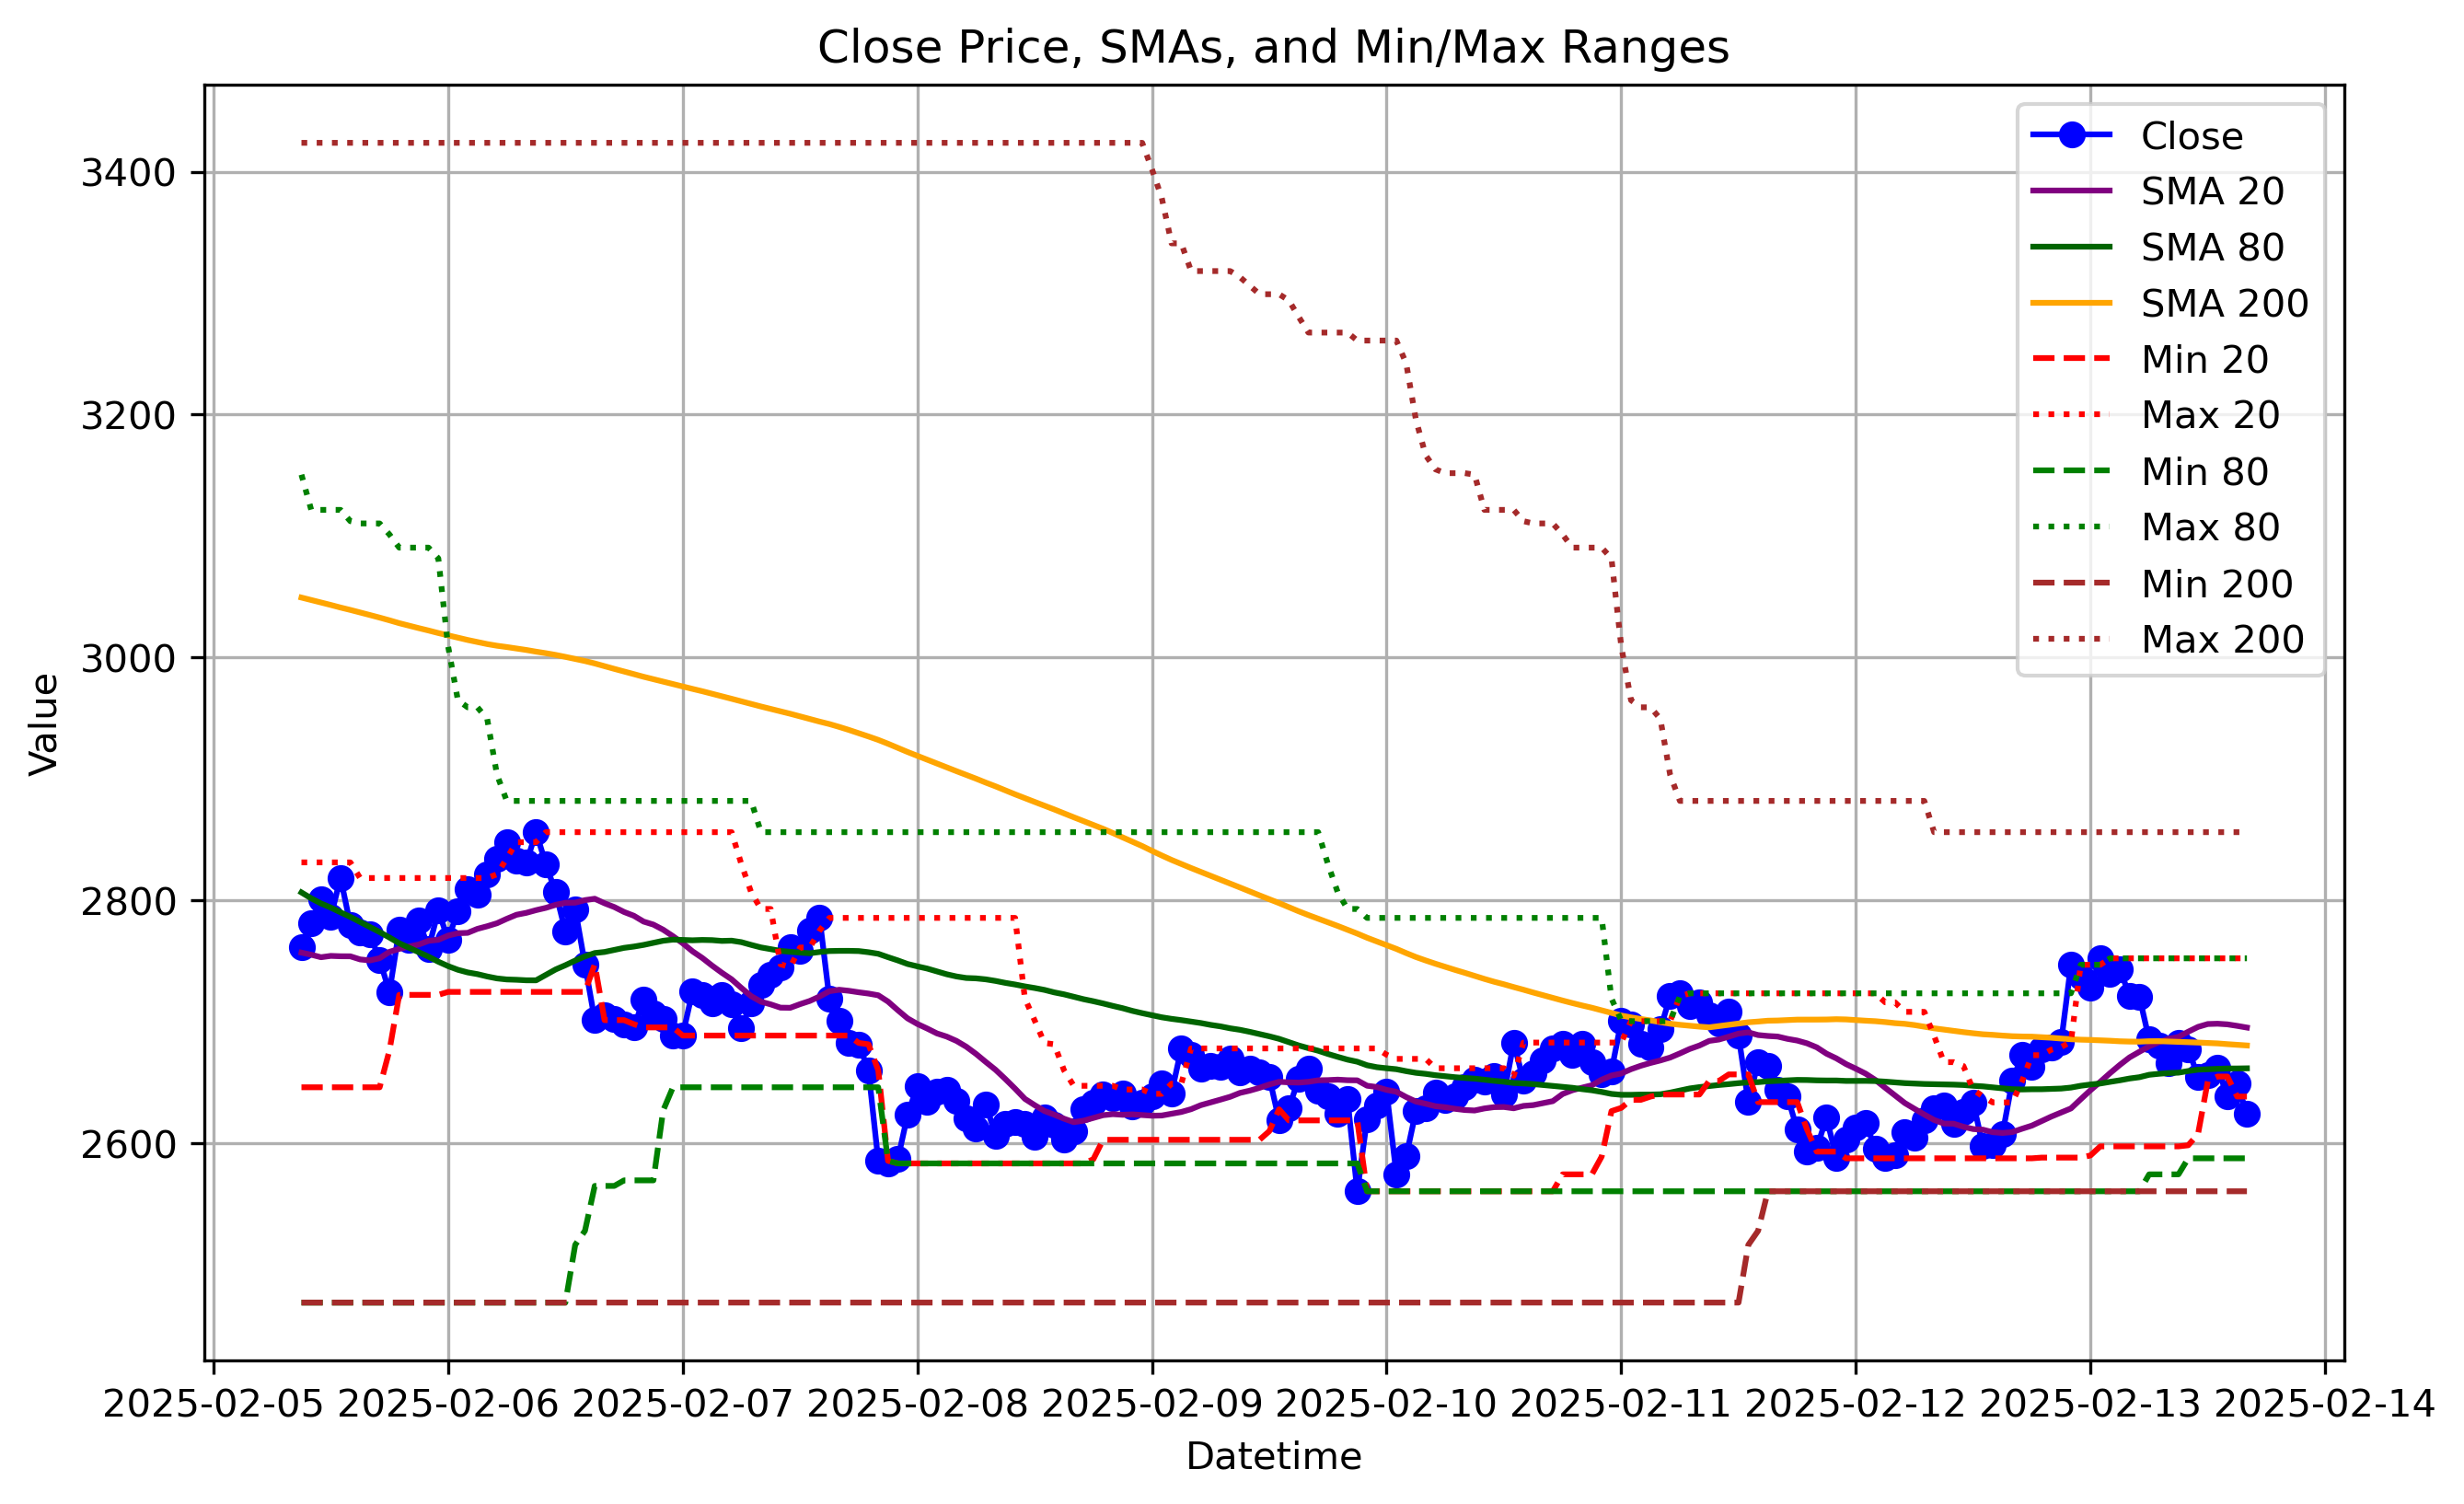 Close Price, SMAs, and Min/Max Ranges
Close
SMA 20
SMA 80
SMA 200
Min 20
Max 20
Min 80
Max 80
Min 200
Max 200
3400
3200
3000
2800
2600
Value
2025-02-05 2025-02-06 2025-02-07 2025-02-08 2025-02-09 2025-02-10 2025-02-11 2025-02-12 2025-02-13 2025-02-14
Datetime